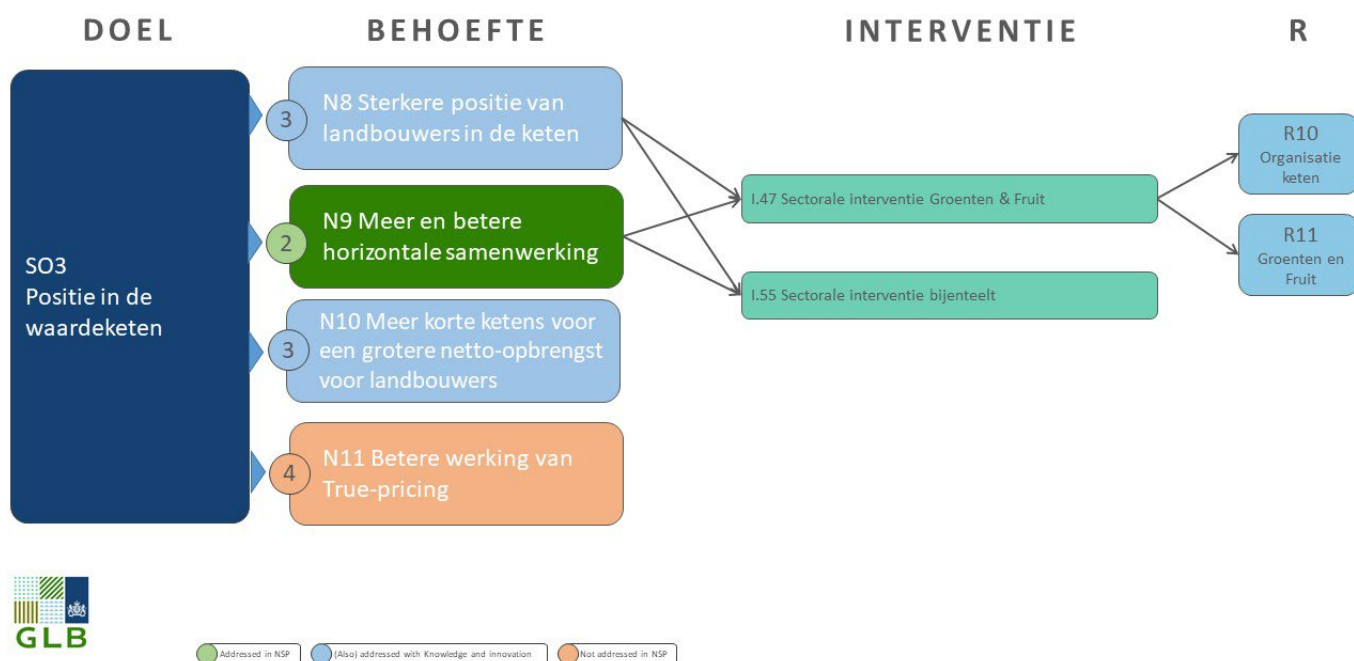 DOEL
BEHOEFTE
INTERVENTIE
R
SO3
Positie in de
waardeketen
3
N8 Sterkere positie van
landbouwers in de keten
2
N9 Meer en betere
horizontale samenwerking
3
N10 Meer korte ketens voor
een grotere netto-opbrengst
voor landbouwers
4
N11 Betere werking van
True-pricing
I.47 Sectorale interventie Groenten & Fruit
I.55 Sectorale interventie bijenteelt
R10
Organisatie
keten
R11
Groenten en
Fruit
GLB
Addressed in NSP
(Also) addressed with Knowledge and innovation
Not addressed in NSP